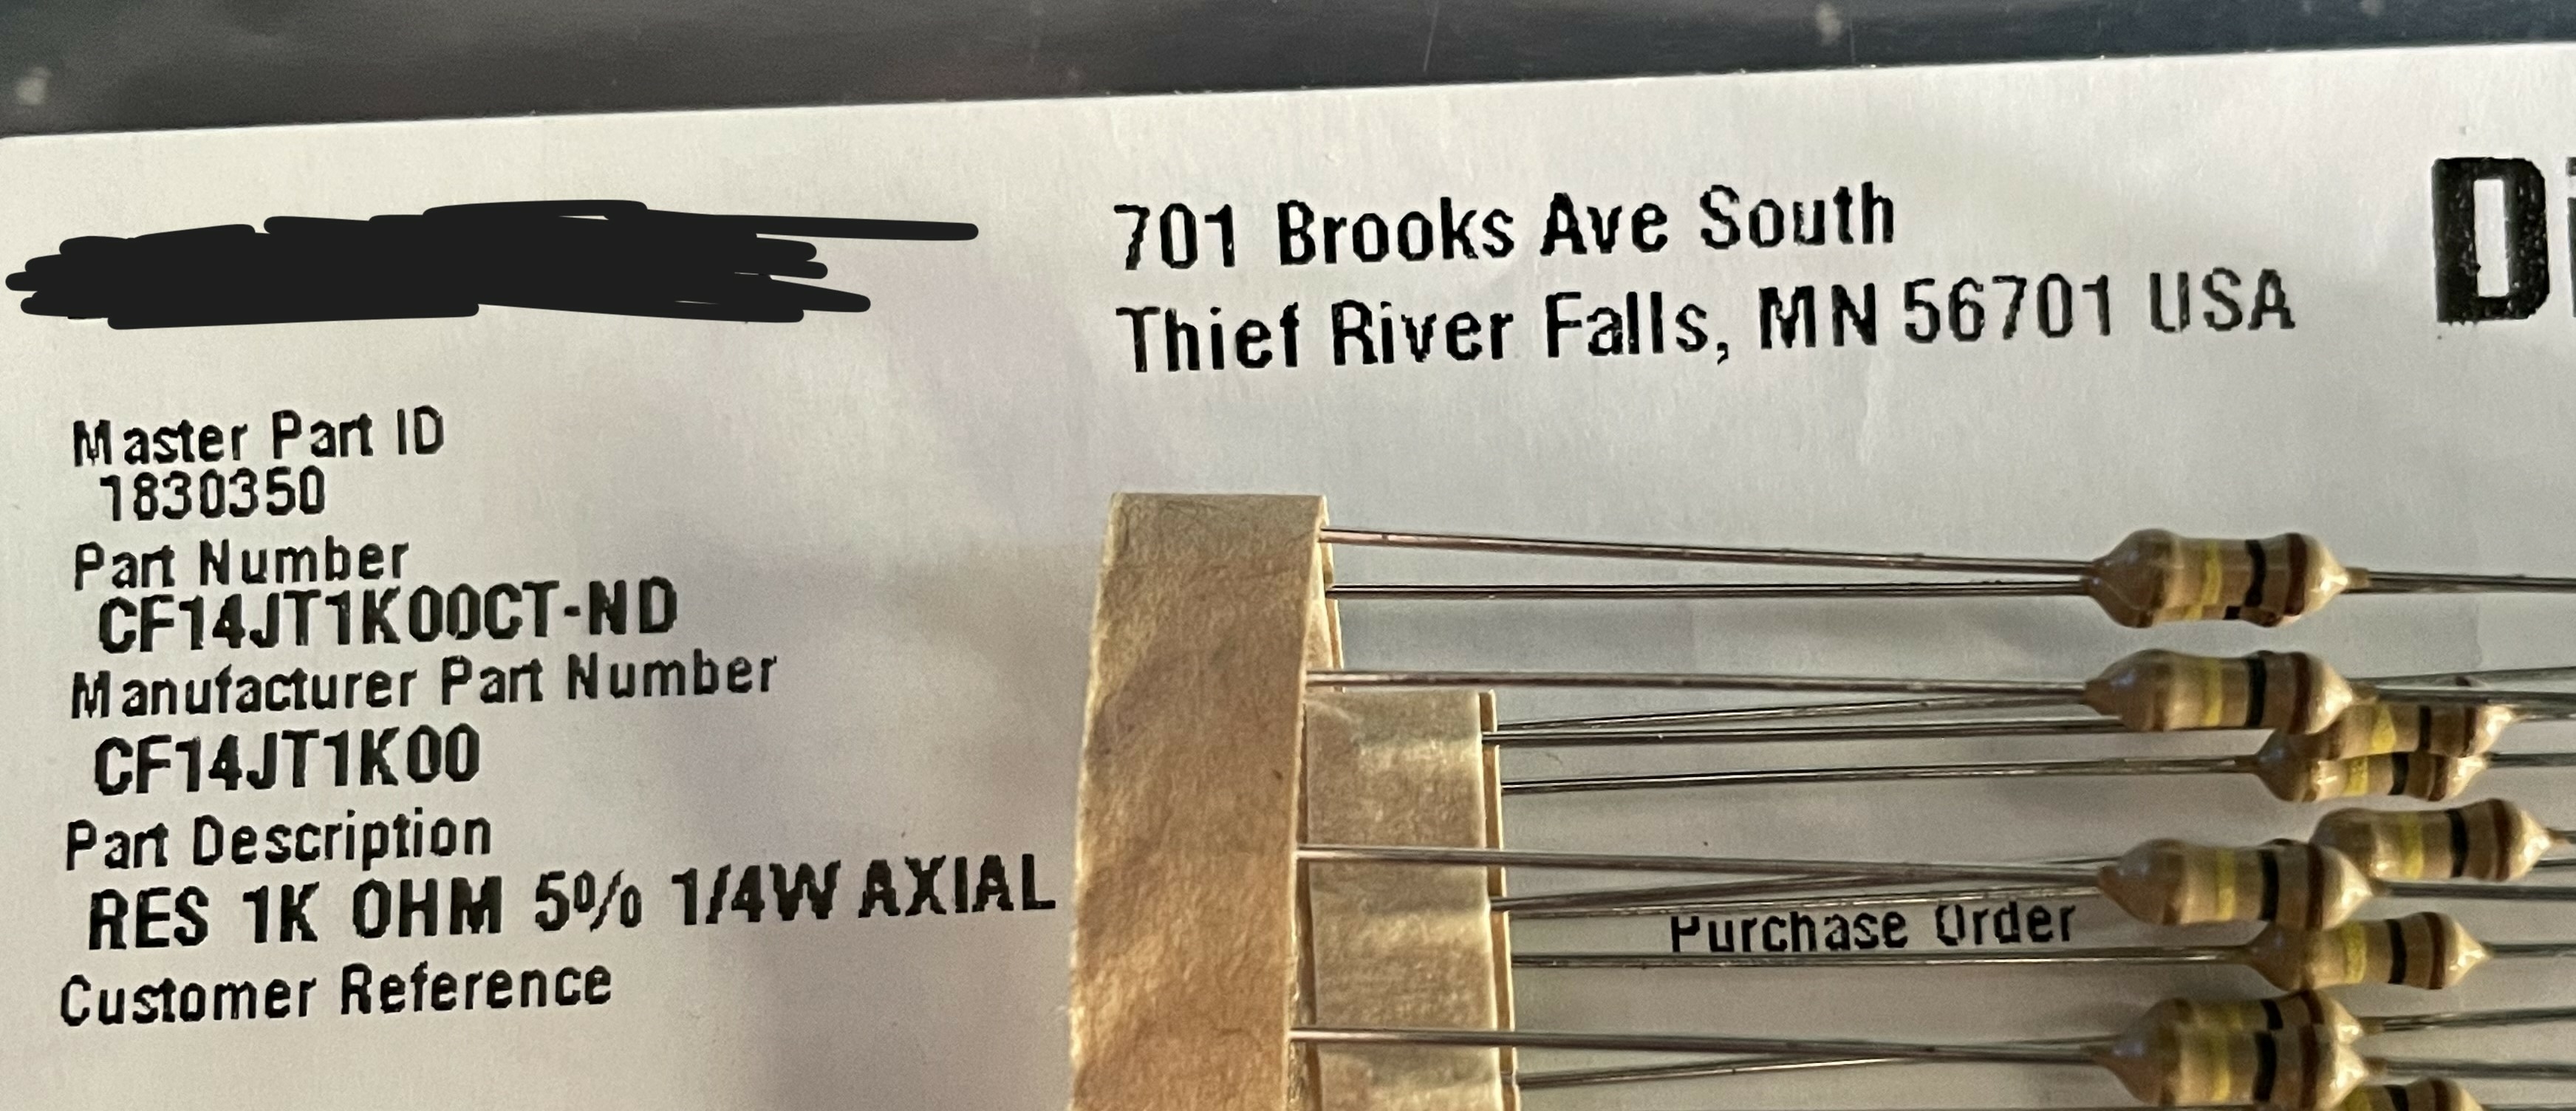 701 Brooks Ave South
Thief River Falls, MN 56701 USA
Master Part ID
1830350
Part Number
CF14JT1K00CT-ND
Manufacturer Part Number
CF14JT1K00
Part Description
RES 1K OHM 5% 1/4W AXIAL
Purchase Order
Customer Reference